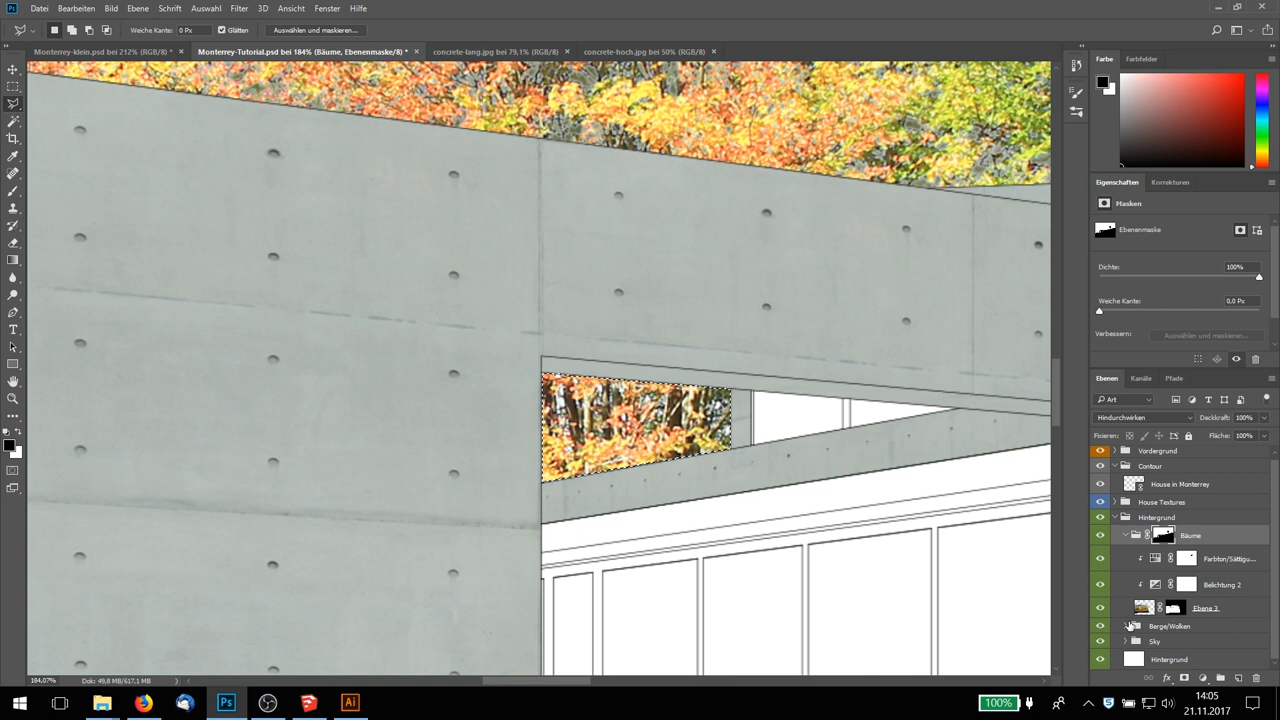 Ps Datei Bearbeiten Bild Ebene Schrift Auswahl Filter 3D Ansicht Fenster Hilfe
Weiche Kante: 0 Px Glätten Auswählen und maskieren...
Monterrey-klein.psd bei 212% (RGB/8) * × Monterrey-Tutorial.psd bei 184% (Bäume, Ebenenmaske/8) * × concrete-lang.jpg bei 79,1% (RGB/8) × concrete-hoch.jpg bei 50% (RGB/8) ×
Farbe Farbfelder
Eigenschaften Korrekturen
Masken
Ebenenmaske
Dichte: 100%
Weiche Kante: 0,0 Px
Verbessern: Auswählen und maskieren...
Ebenen Kanäle Pfade
Art
Hindurchwirken Deckkraft: 100%
Fixieren: Fläche: 100%
Vordergrund
Contour
House in Monterrey
House Textures
Hintergrund
Bäume
Farbton/Sättigu...
Belichtung 2
Ebene 3
Berge/Wolken
Sky
Hintergrund
184,07% Dok: 49,8 MB/617,1 MB
fx
Ps Ai 100% 14:05
21.11.2017